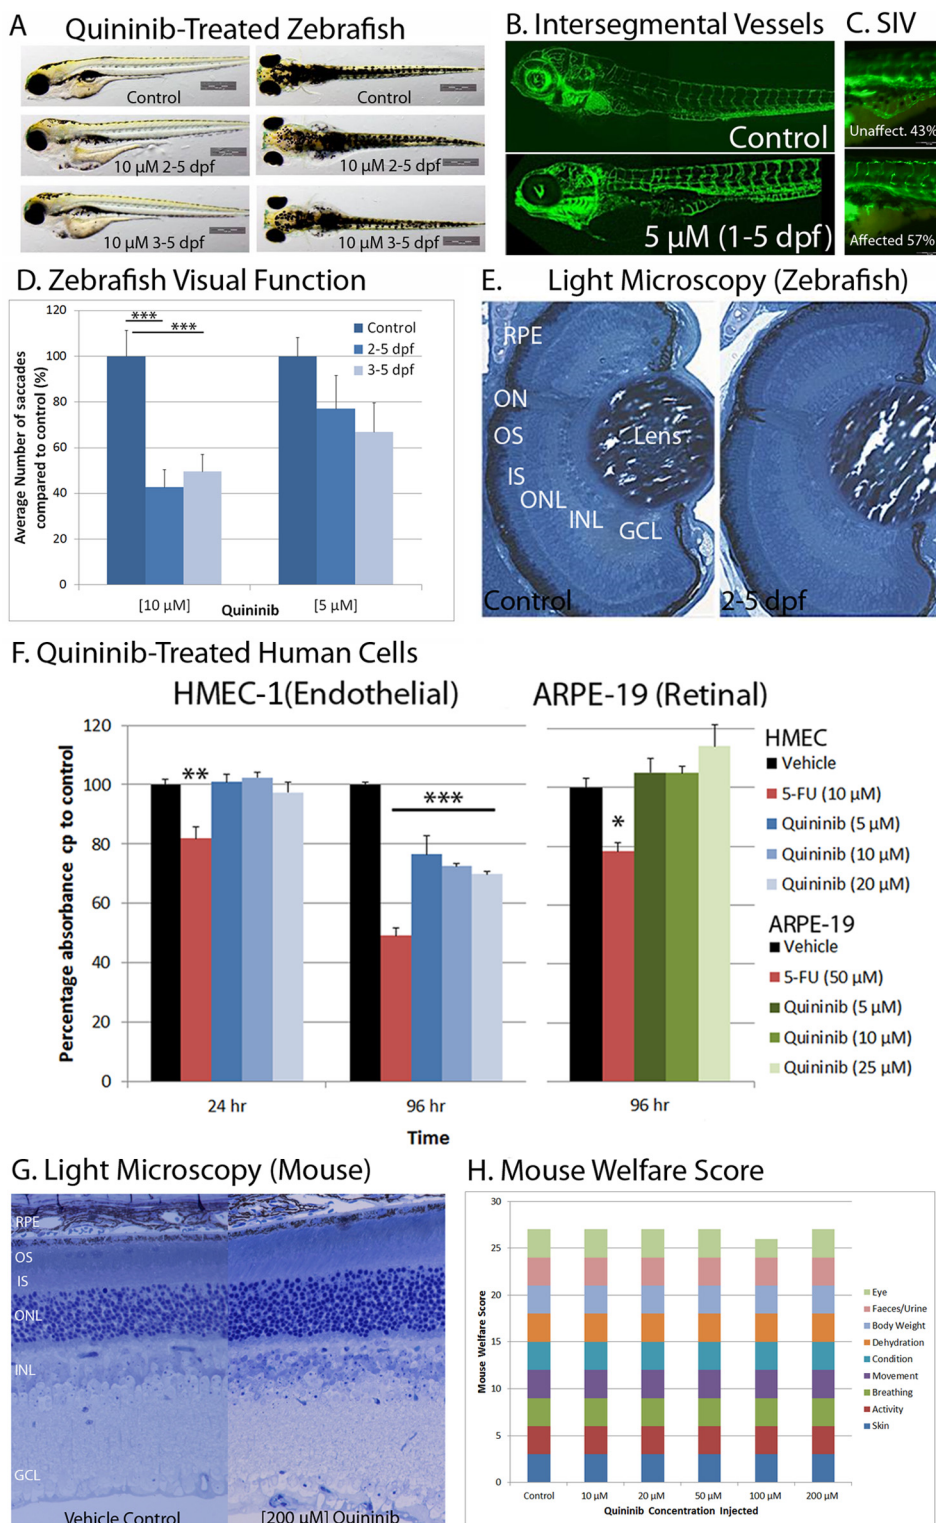 A Quininib-Treated Zebrafish
Control
Control
10 µM 2-5 dpf
10 µM 2-5 dpf
10 µM 3-5 dpf
10 µM 3-5 dpf
B. Intersegmental Vessels
Control
5 µM (1-5 dpf)
C. SIV
Unaffect. 43%
Affected 57%
D. Zebrafish Visual Function
Average Number of saccades
compared to control (%)
120
100
80
60
40
20
0
***
***
Control
2-5 dpf
3-5 dpf
[10 µM]
[5 µM]
Quininib
E. Light Microscopy (Zebrafish)
RPE
ON
OS
IS
ONL
INL
GCL
Lens
Control
2-5 dpf
F. Quininib-Treated Human Cells
HMEC-1(Endothelial)
ARPE-19 (Retinal)
Percentage absorbance cp to control
120
100
80
60
40
20
0
**
***
*
24 hr
96 hr
96 hr
Time
HMEC
Vehicle
5-FU (10 µM)
Quininib (5 µM)
Quininib (10 µM)
Quininib (20 µM)
ARPE-19
Vehicle
5-FU (50 µM)
Quininib (5 µM)
Quininib (10 µM)
Quininib (25 µM)
G. Light Microscopy (Mouse)
RPE
OS
IS
ONL
INL
GCL
Vehicle Control
[200 µM] Quininib
H. Mouse Welfare Score
Mouse Welfare Score
30
25
20
15
10
5
0
Control
10 µM
20 µM
50 µM
100 µM
200 µM
Quininib Concentration Injected
Eye
Faeces/Urine
Body Weight
Dehydration
Condition
Movement
Breathing
Activity
Skin